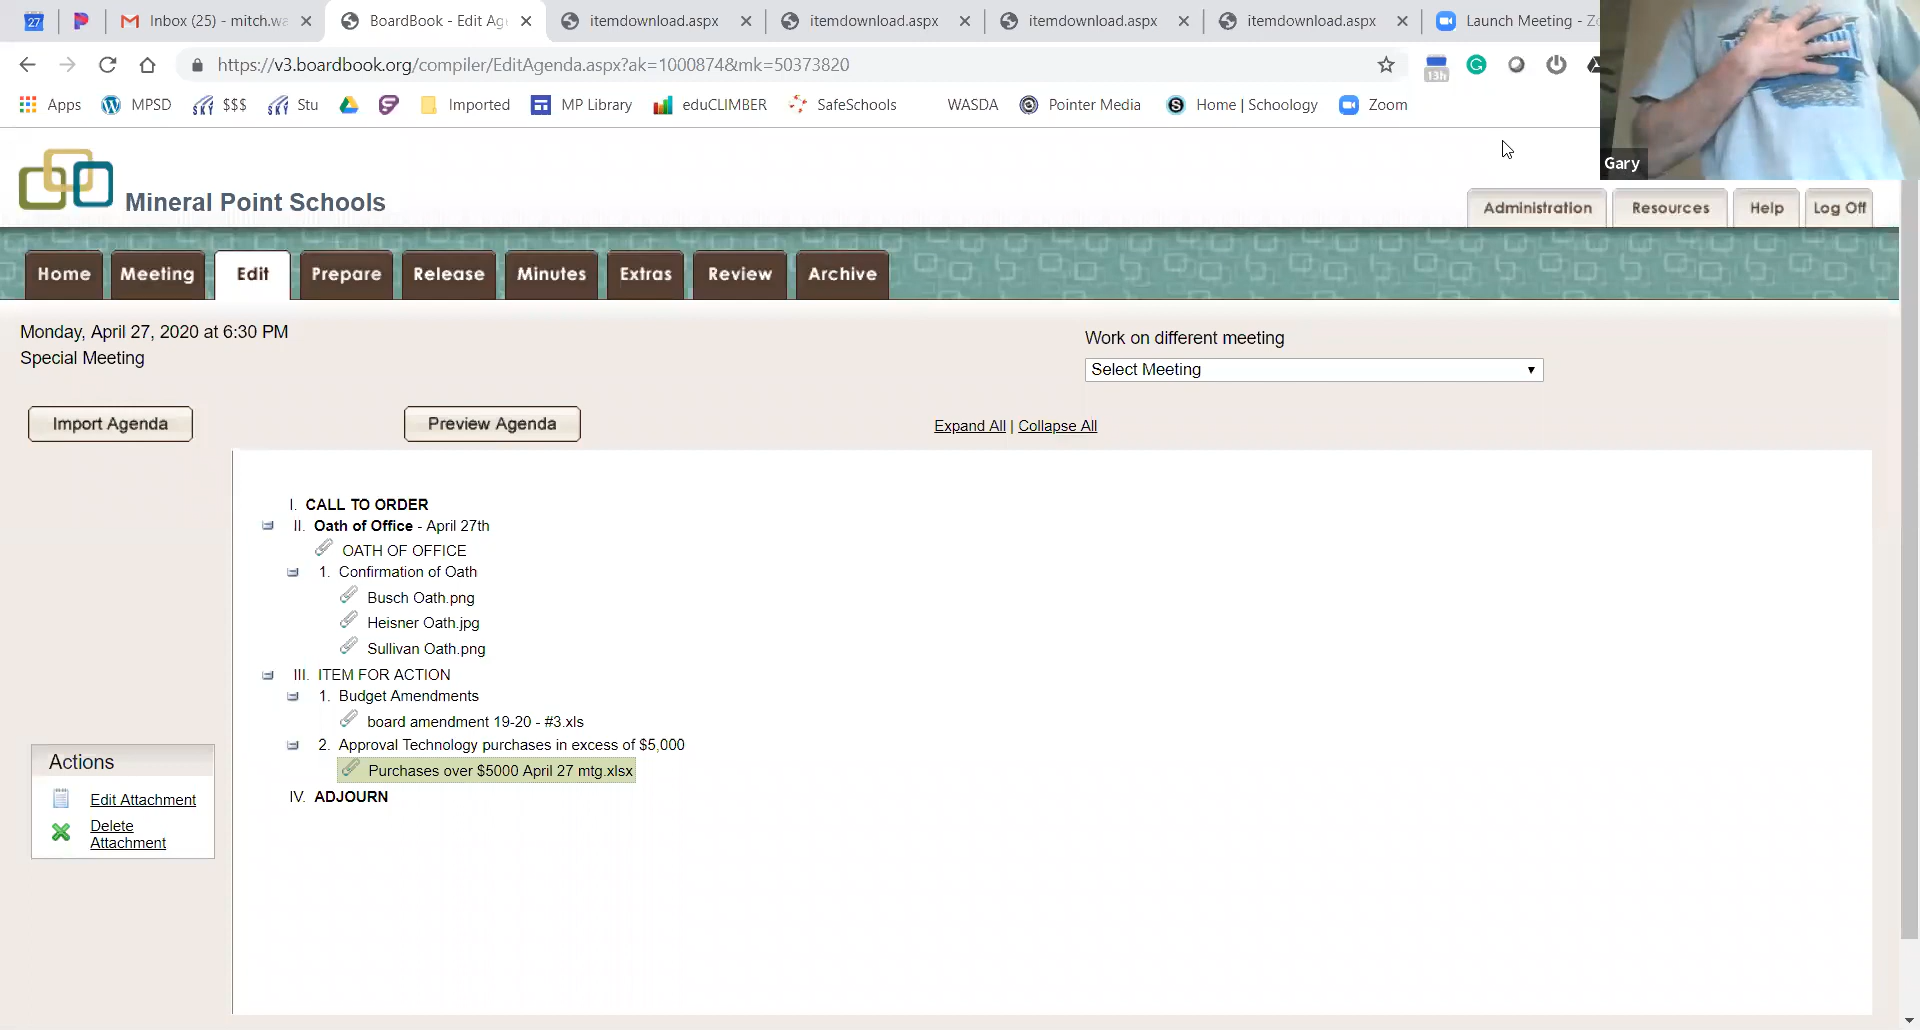 27
Inbox (25) - mitch.wa
BoardBook - Edit Ag
itemdownload.aspx
itemdownload.aspx
itemdownload.aspx
itemdownload.aspx
Launch Meeting - Zo
https://v3.boardbook.org/compiler/EditAgenda.aspx?ak=1000874&mk=50373820
13h
Apps
MPSD
SKY
$$$
SKY
Stu
Imported
MP Library
eduCLIMBER
SafeSchools
WASDA
Pointer Media
Home | Schoology
Zoom
Gary
Mineral Point Schools
Administration
Resources
Help
Log Off
Home
Meeting
Edit
Prepare
Release
Minutes
Extras
Review
Archive
Monday, April 27, 2020 at 6:30 PM
Special Meeting
Work on different meeting
Select Meeting
Import Agenda
Preview Agenda
Expand All | Collapse All
I. CALL TO ORDER
II. Oath of Office - April 27th
OATH OF OFFICE
1. Confirmation of Oath
Busch Oath.png
Heisner Oath.jpg
Sullivan Oath.png
III. ITEM FOR ACTION
1. Budget Amendments
board amendment 19-20 - #3.xls
2. Approval Technology purchases in excess of $5,000
Purchases over $5000 April 27 mtg.xlsx
IV. ADJOURN
Actions
Edit Attachment
Delete
Attachment